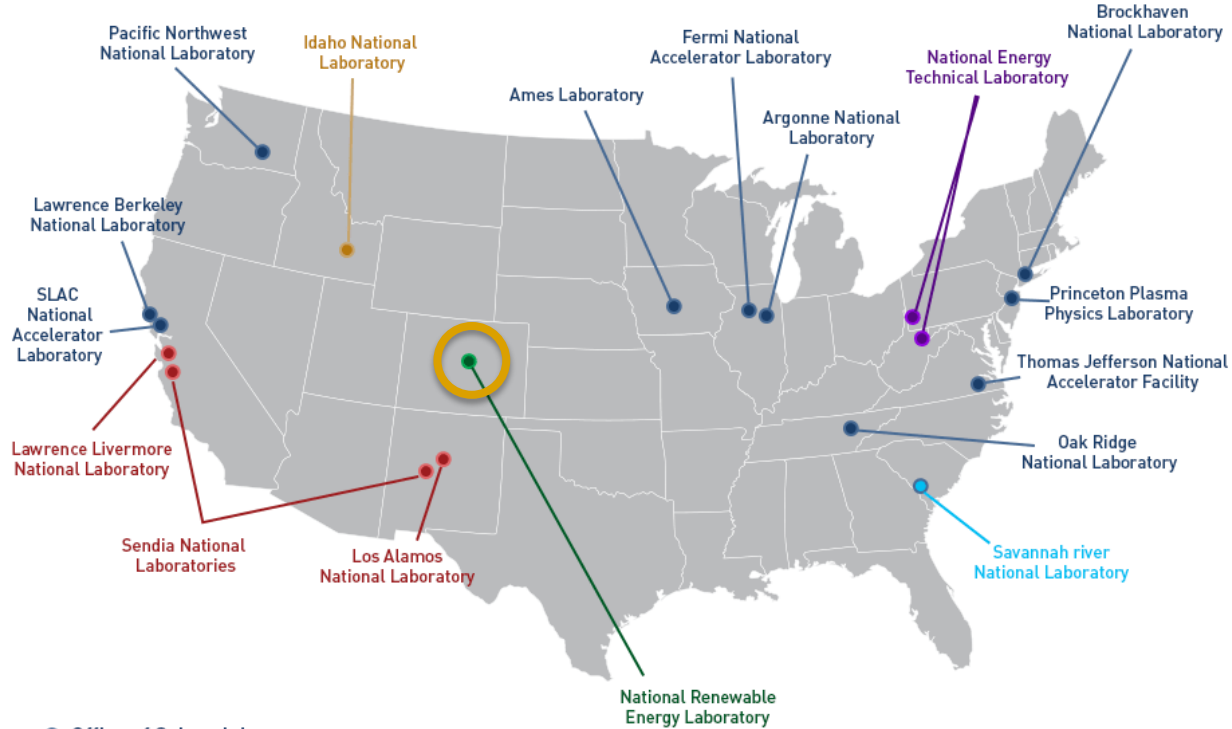 Pacific Northwest
National Laboratory
Idaho National
Laboratory
Ames Laboratory
Fermi National
Accelerator Laboratory
Argonne National
Laboratory
National Energy
Technical Laboratory
Brockhaven
National Laboratory
Lawrence Berkeley
National Laboratory
SLAC
National
Accelerator
Laboratory
Princeton Plasma
Physics Laboratory
Thomas Jefferson National
Accelerator Facility
Oak Ridge
National Laboratory
Lawrence Livermore
National Laboratory
Sendia National
Laboratories
Los Alamos
National Laboratory
Savannah river
National Laboratory
National Renewable
Energy Laboratory